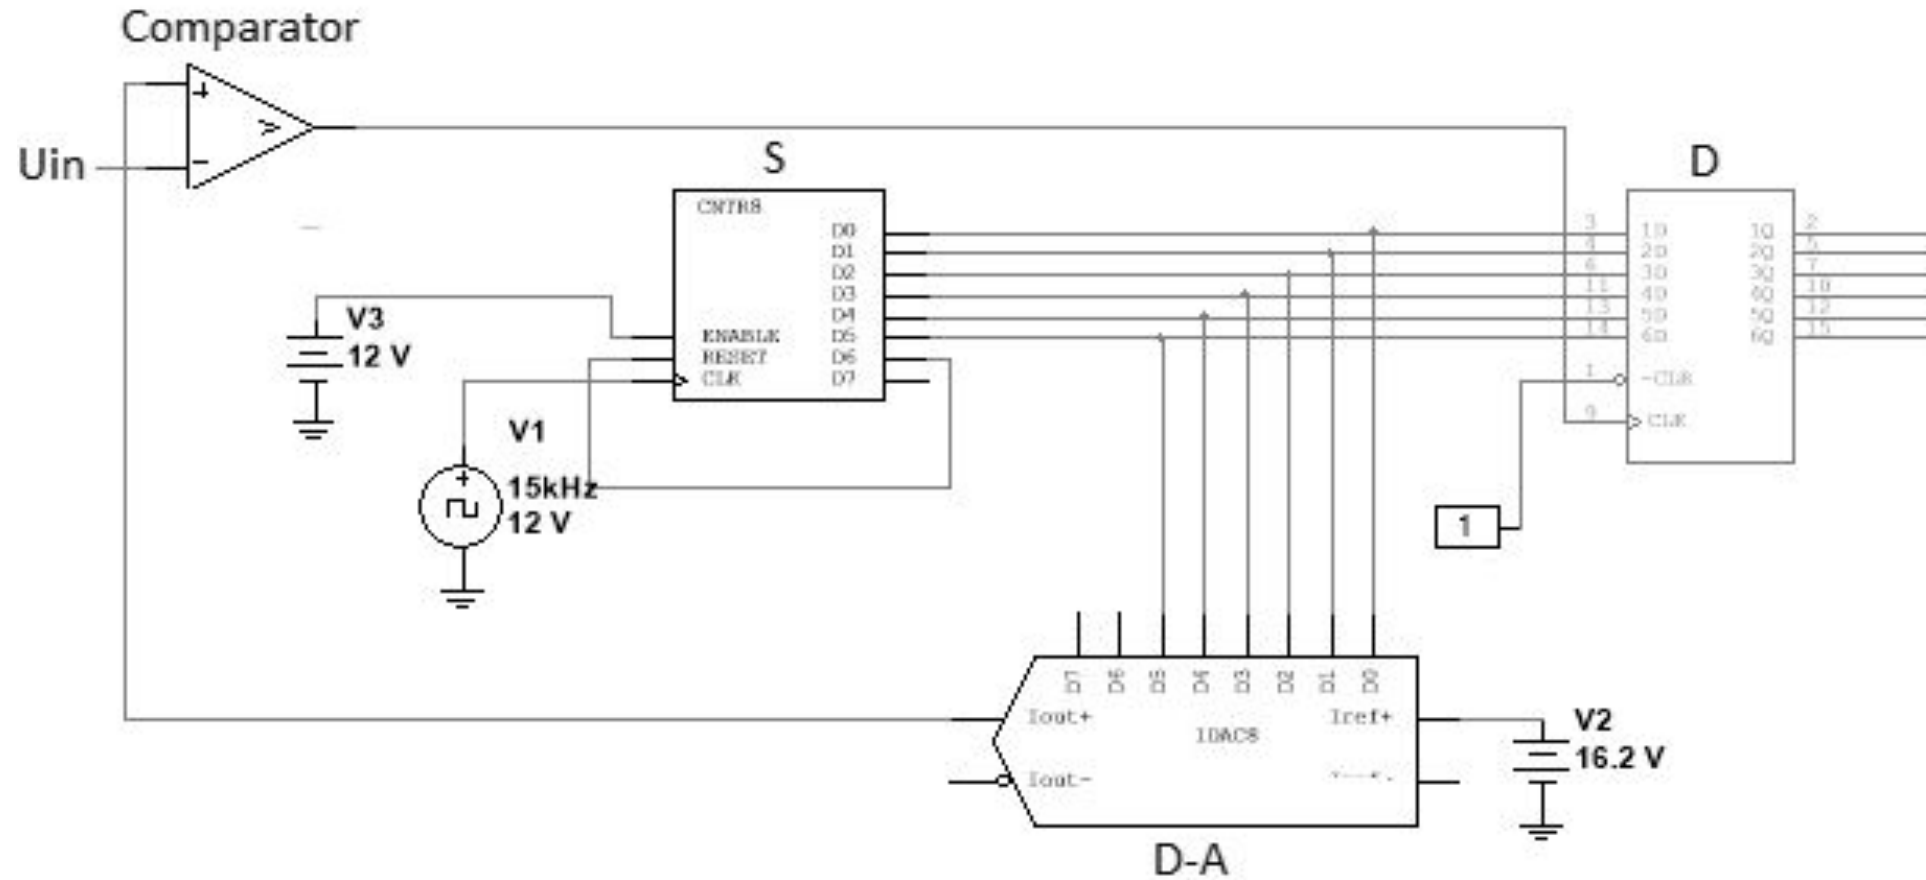 Comparator
+
>
−
Uin
S
CNTR8
D0
D1
D2
D3
D4
D5
D6
D7
ENABLE
RESET
CLK
V3
12 V
V1
15kHz
12 V
D
3
4
6
11
13
14
1
9
1D
2D
3D
4D
5D
6D
~CLR
CLK
1Q
2Q
3Q
4Q
5Q
6Q
2
5
7
10
12
15
1
D7
D6
D5
D4
D3
D2
D1
D0
Iout+
Iref+
IDAC8
Iout-
V2
16.2 V
D-A